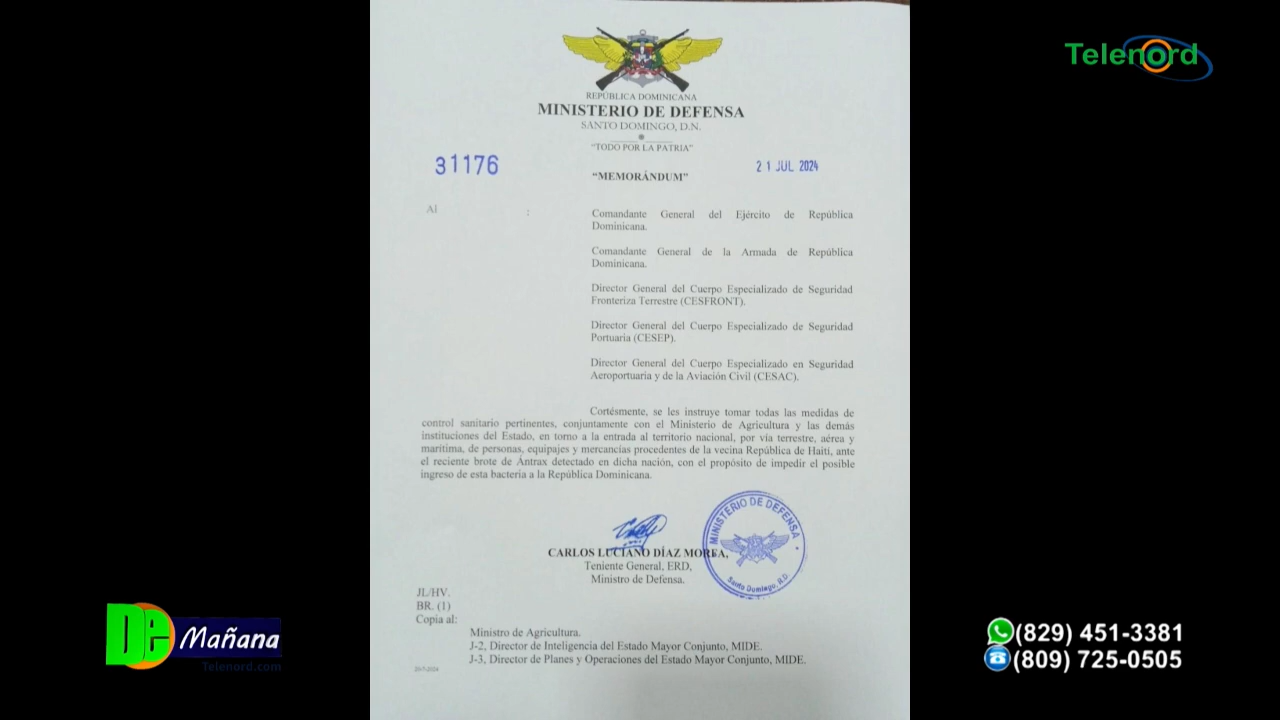 Telenord
REPÚBLICA DOMINICANA
MINISTERIO DE DEFENSA
SANTO DOMINGO, D.N.
"TODO POR LA PATRIA"
31176
21 JUL 2024
"MEMORÁNDUM"
Al :
Comandante General del Ejército de República
Dominicana.
Comandante General de la Armada de República
Dominicana.
Director General del Cuerpo Especializado de Seguridad
Fronteriza Terrestre (CESFRONT).
Director General del Cuerpo Especializado de Seguridad
Portuaria (CESEP).
Director General del Cuerpo Especializado en Seguridad
Aeroportuaria y de la Aviación Civil (CESAC).
Cortésmente, se les instruye tomar todas las medidas de
control sanitario pertinentes, conjuntamente con el Ministerio de Agricultura y las demás
instituciones del Estado, en torno a la entrada al territorio nacional, por vía terrestre, aérea y
marítima, de personas, equipajes y mercancías procedentes de la vecina República de Haití, ante
el reciente brote de Ántrax detectado en dicha nación, con el propósito de impedir el posible
ingreso de esta bacteria a la República Dominicana.
CARLOS LUCIANO DÍAZ MORFA,
Teniente General, ERD,
Ministro de Defensa.
MINISTERIO DE DEFENSA
Santo Domingo, R.D.
JL/HV.
BR. (1)
Copia al:
Ministro de Agricultura.
J-2, Director de Inteligencia del Estado Mayor Conjunto, MIDE.
J-3, Director de Planes y Operaciones del Estado Mayor Conjunto, MIDE.
20-7-2024
De Mañana
Telenord.com
(829) 451-3381
(809) 725-0505